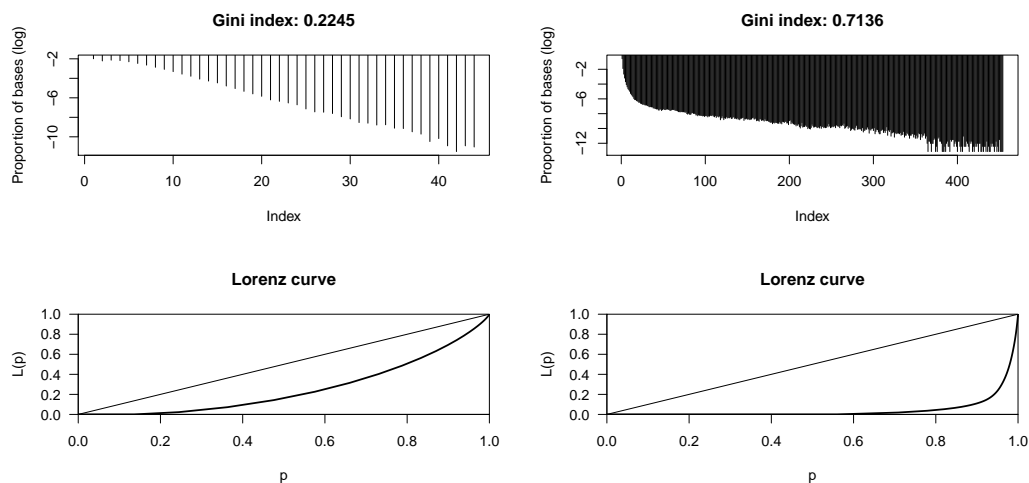 Gini index: 0.2245
Proportion of bases (log)
−2
−6
−10
0 10 20 30 40
Index
Gini index: 0.7136
Proportion of bases (log)
−2
−6
−12
0 100 200 300 400
Index
Lorenz curve
L(p)
1.0
0.8
0.6
0.4
0.2
0.0
0.0 0.2 0.4 0.6 0.8 1.0
p
Lorenz curve
L(p)
1.0
0.8
0.6
0.4
0.2
0.0
0.0 0.2 0.4 0.6 0.8 1.0
p